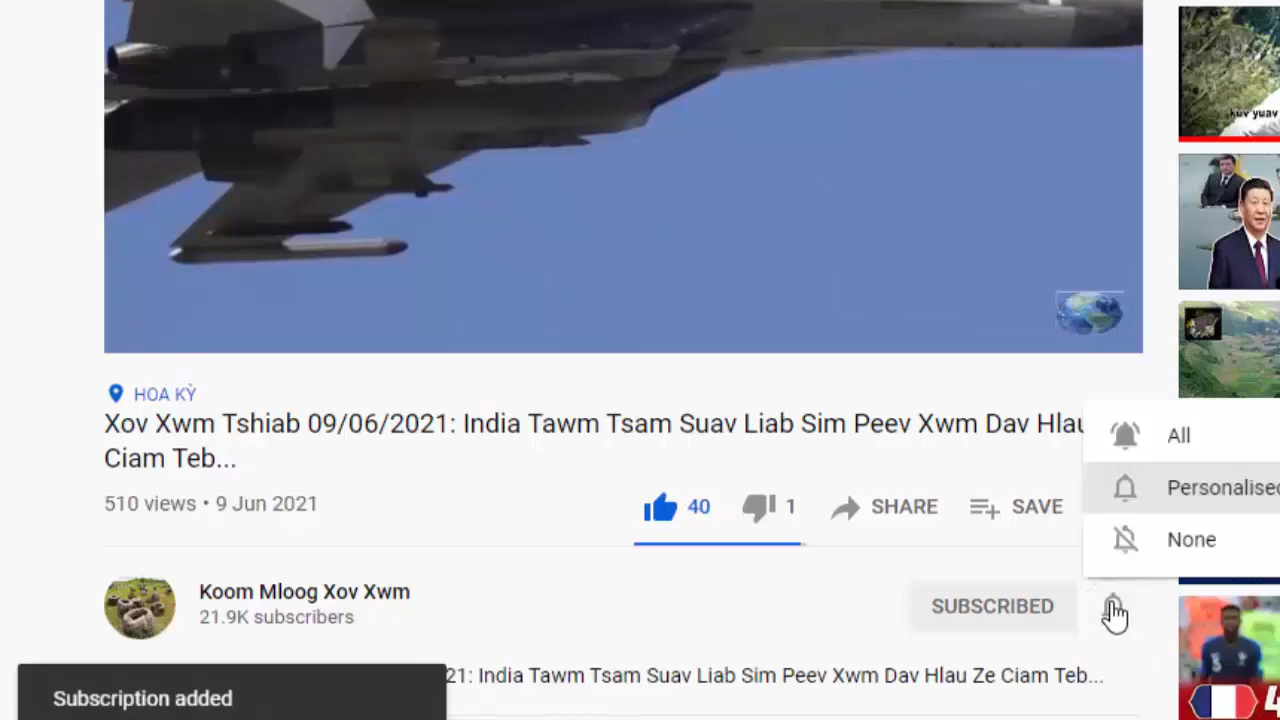 kuv yuav
HOA KỲ
Xov Xwm Tshiab 09/06/2021: India Tawm Tsam Suav Liab Sim Peev Xwm Dav Hlau
Ciam Teb...
510 views • 9 Jun 2021
40
1
SHARE
SAVE
All
Personalised
None
Koom Mloog Xov Xwm
21.9K subscribers
SUBSCRIBED
21: India Tawm Tsam Suav Liab Sim Peev Xwm Dav Hlau Ze Ciam Teb...
Subscription added